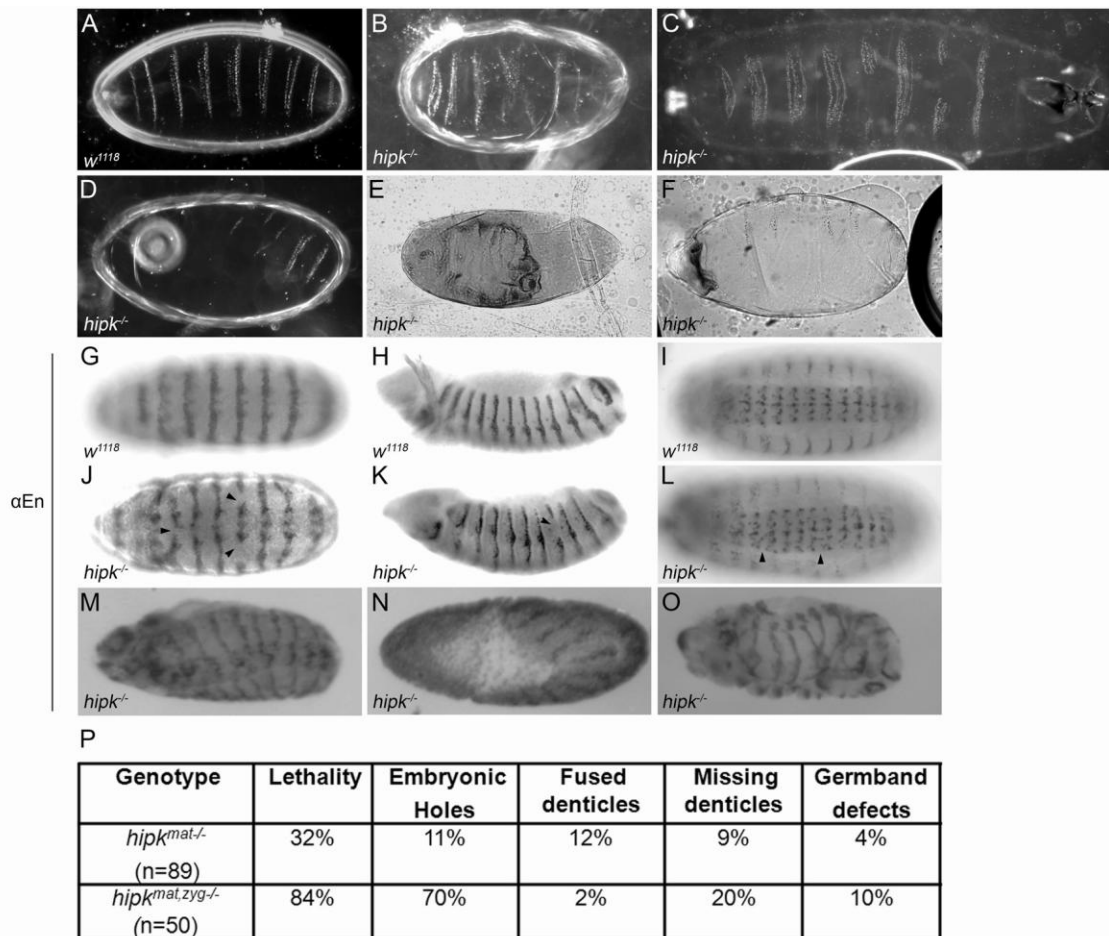 A
B
C
w1118
hipk-/-
hipk-/-
D
E
F
hipk-/-
hipk-/-
hipk-/-
αEn
G
H
I
w1118
w1118
w1118
J
K
L
hipk-/-
hipk-/-
hipk-/-
M
N
O
hipk-/-
hipk-/-
hipk-/-
P
Genotype Lethality Embryonic Holes Fused denticles Missing denticles Germband defects
hipkmat-/- (n=89) 32% 11% 12% 9% 4%
hipkmat,zyg-/- (n=50) 84% 70% 2% 20% 10%